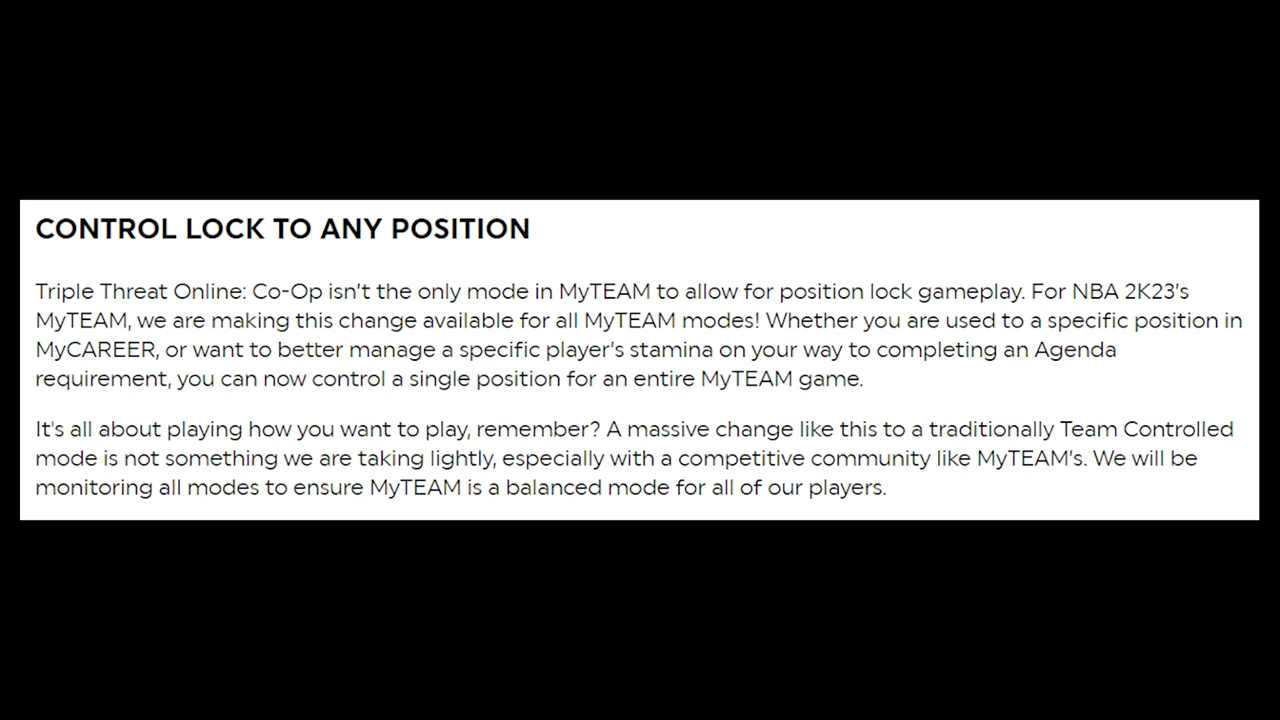 CONTROL LOCK TO ANY POSITION
Triple Threat Online: Co-Op isn’t the only mode in MyTEAM to allow for position lock gameplay. For NBA 2K23’s
MyTEAM, we are making this change available for all MyTEAM modes! Whether you are used to a specific position in
MyCAREER, or want to better manage a specific player’s stamina on your way to completing an Agenda
requirement, you can now control a single position for an entire MyTEAM game.
It's all about playing how you want to play, remember? A massive change like this to a traditionally Team Controlled
mode is not something we are taking lightly, especially with a competitive community like MyTEAM’s. We will be
monitoring all modes to ensure MyTEAM is a balanced mode for all of our players.